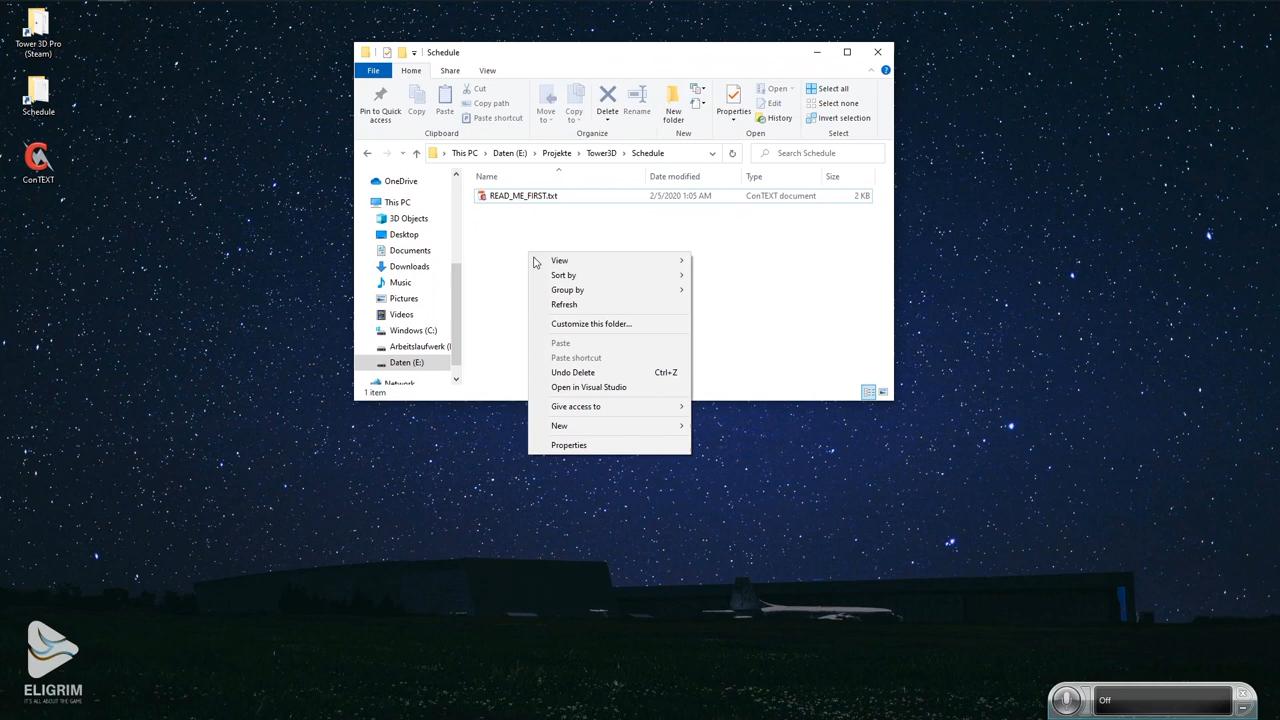 Tower 3D Pro
(Steam)
Schedule
ConTEXT
Schedule
File
Home
Share
View
Pin to Quick
access
Copy
Paste
Cut
Copy path
Paste shortcut
Move
to
Copy
to
Delete
Rename
New
folder
Properties
Open
Edit
History
Select all
Select none
Invert selection
Clipboard
Organize
New
Open
Select
This PC
Daten (E:)
Projekte
Tower3D
Schedule
Search Schedule
Name
Date modified
Type
Size
READ_ME_FIRST.txt
2/5/2020 1:05 AM
ConTEXT document
2 KB
OneDrive
This PC
3D Objects
Desktop
Documents
Downloads
Music
Pictures
Videos
Windows (C:)
Arbeitslaufwerk (
Daten (E:)
Network
1 item
View
Sort by
Group by
Refresh
Customize this folder...
Paste
Paste shortcut
Undo Delete Ctrl+Z
Open in Visual Studio
Give access to
New
Properties
ELIGRIM
IT'S ALL ABOUT THE GAME
Off